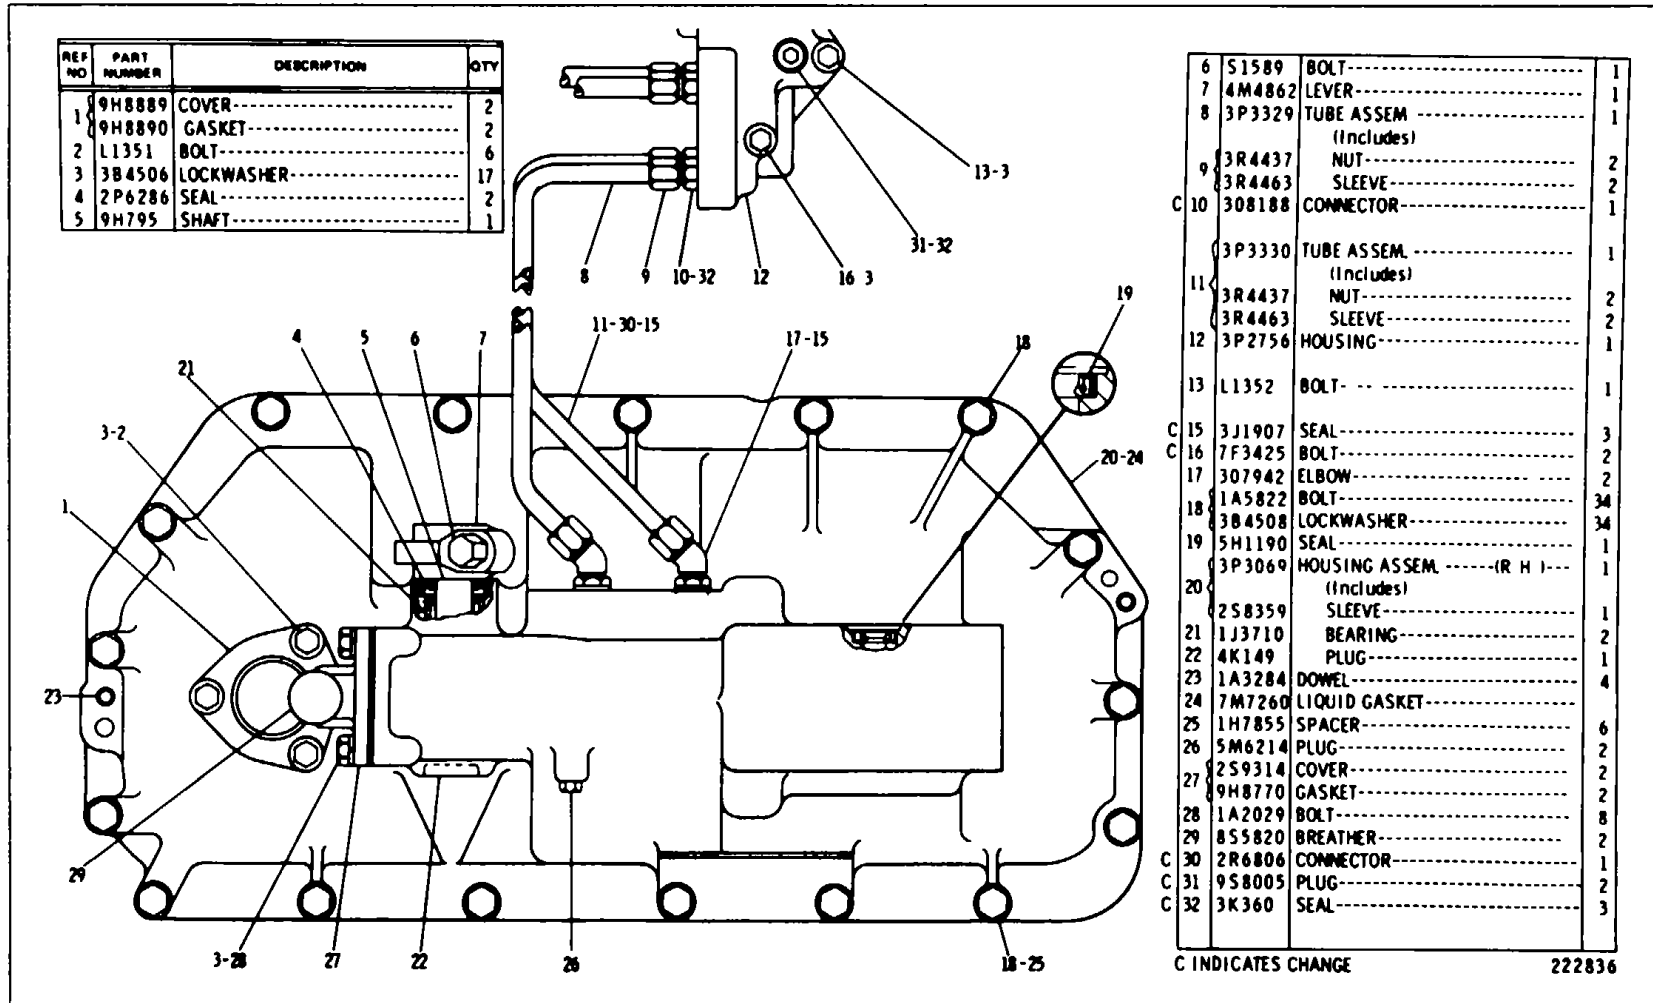 REF NO PART NUMBER DESCRIPTION QTY
1 9H8889 COVER 2
9H8890 GASKET 2
2 L1351 BOLT 6
3 3B4506 LOCKWASHER 17
4 2P6286 SEAL 2
5 9H795 SHAFT 1
6 S1589 BOLT 1
7 4M4862 LEVER 1
8 3P3329 TUBE ASSEM 1
(Includes)
9 3R4437 NUT 2
3R4463 SLEEVE 2
C 10 308188 CONNECTOR 1
11 3P3330 TUBE ASSEM. 1
(Includes)
3R4437 NUT 2
3R4463 SLEEVE 2
12 3P2756 HOUSING 1
13 L1352 BOLT 1
C 15 3J1907 SEAL 3
C 16 7F3425 BOLT 2
17 307942 ELBOW 2
18 1A5822 BOLT 34
3B4508 LOCKWASHER 34
19 5H1190 SEAL 1
20 3P3069 HOUSING ASSEM. (R H) 1
(Includes)
2S8359 SLEEVE 1
21 1J3710 BEARING 2
22 4K149 PLUG 1
23 1A3284 DOWEL 4
24 7M7260 LIQUID GASKET
25 1H7855 SPACER 6
26 5M6214 PLUG 2
27 2S9314 COVER 2
9H8770 GASKET 2
28 1A2029 BOLT 8
29 8S5820 BREATHER 2
C 30 2R6806 CONNECTOR 1
C 31 9S8005 PLUG 2
C 32 3K360 SEAL 3
C INDICATES CHANGE 222836
13-3
31-32
8
9
10-32
12
16 3
19
11-30-15
4
5
6
7
17-15
18
21
3-2
20-24
1
23
29
3-28
27
22
26
18-25